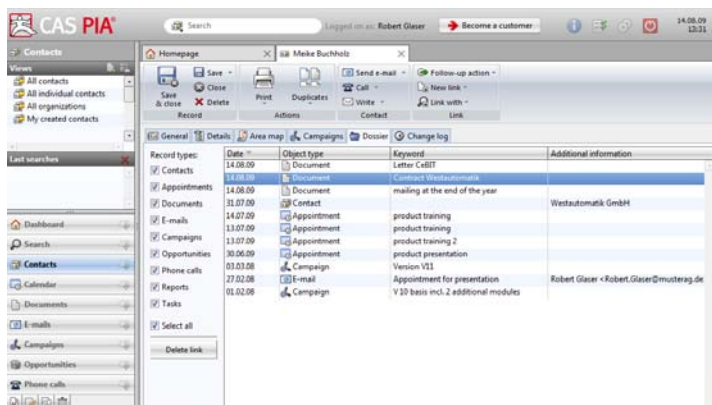 CAS PIA®
Search
Logged on as: Robert Glaser
Become a customer
14.08.09
13:31
Contacts
Homepage
Meike Buchholz
Views
All contacts
All individual contacts
All organizations
My created contacts
Save
& close
Save
Close
Delete
Record
Print
Duplicates
Actions
Send e-mail
Call
Write
Contact
Follow-up action
New link
Link with
Link
General
Details
Area map
Campaigns
Dossier
Change log
Last searches
Record types:
Contacts
Appointments
Documents
E-mails
Campaigns
Opportunities
Phone calls
Reports
Tasks
Select all
Delete link
Date Object type Keyword Additional information
14.08.09 Document Letter CeBIT
14.08.09 Document Contract Westautomatik
14.08.09 Document mailing at the end of the year
31.07.09 Contact Westautomatik GmbH
14.07.09 Appointment product training
13.07.09 Appointment product training
13.07.09 Appointment product training 2
30.06.09 Appointment product presentation
03.03.08 Campaign Version V11
27.02.08 E-mail Appointment for presentation Robert Glaser <Robert.Glaser@musterag.de
01.02.08 Campaign V10 basis incl. 2 additional modules
Dashboard
Search
Contacts
Calendar
Documents
E-mails
Campaigns
Opportunities
Phone calls